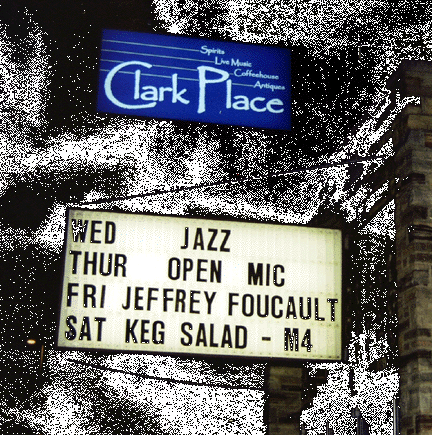 Spirits
Live Music
Coffeehouse
Antiques
Clark Place
WED JAZZ
THUR OPEN MIC
FRI JEFFREY FOUCAULT
SAT KEG SALAD - M4